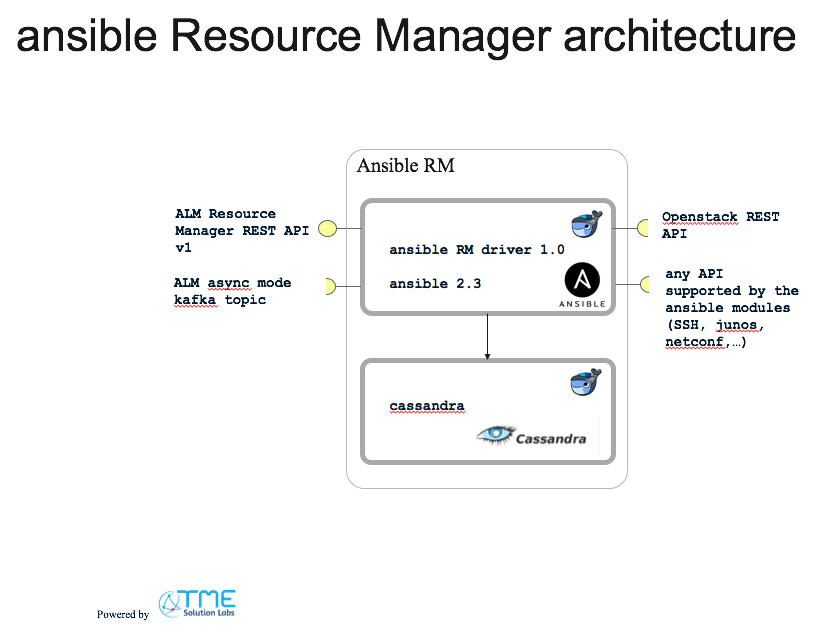 ansible Resource Manager architecture
Ansible RM
ALM Resource
Manager REST API
v1
ALM async mode
kafka topic
ansible RM driver 1.0
ansible 2.3
ANSIBLE
Openstack REST
API
any API
supported by the
ansible modules
(SSH, junos,
netconf,…)
cassandra
Cassandra
Powered by
TME
Solution Labs